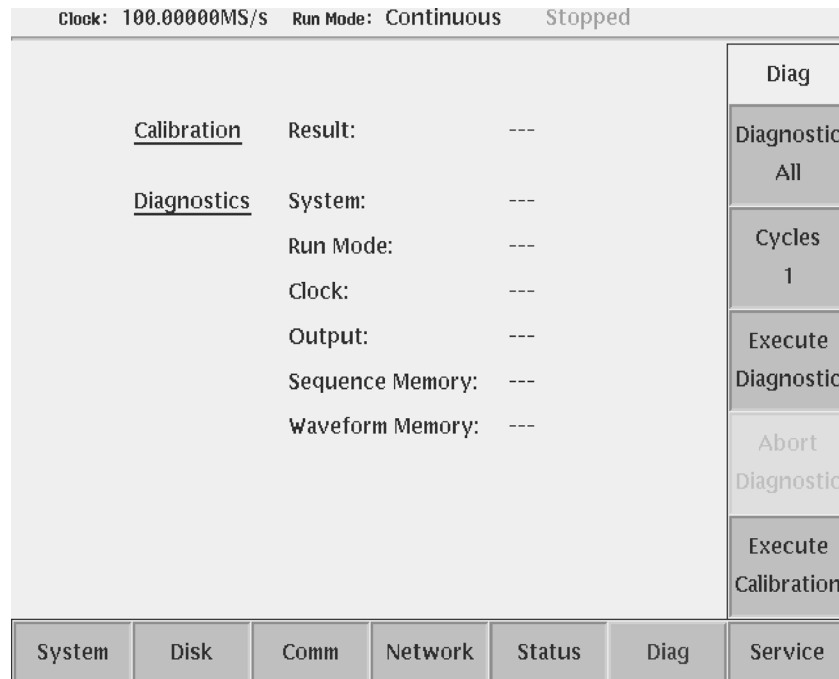 Clock: 100.00000MS/s Run Mode: Continuous Stopped
Calibration Result: ---
Diagnostics System: ---
Run Mode: ---
Clock: ---
Output: ---
Sequence Memory: ---
Waveform Memory: ---
Diag
Diagnostic
All
Cycles
1
Execute
Diagnostic
Abort
Diagnostic
Execute
Calibration
System Disk Comm Network Status Diag Service